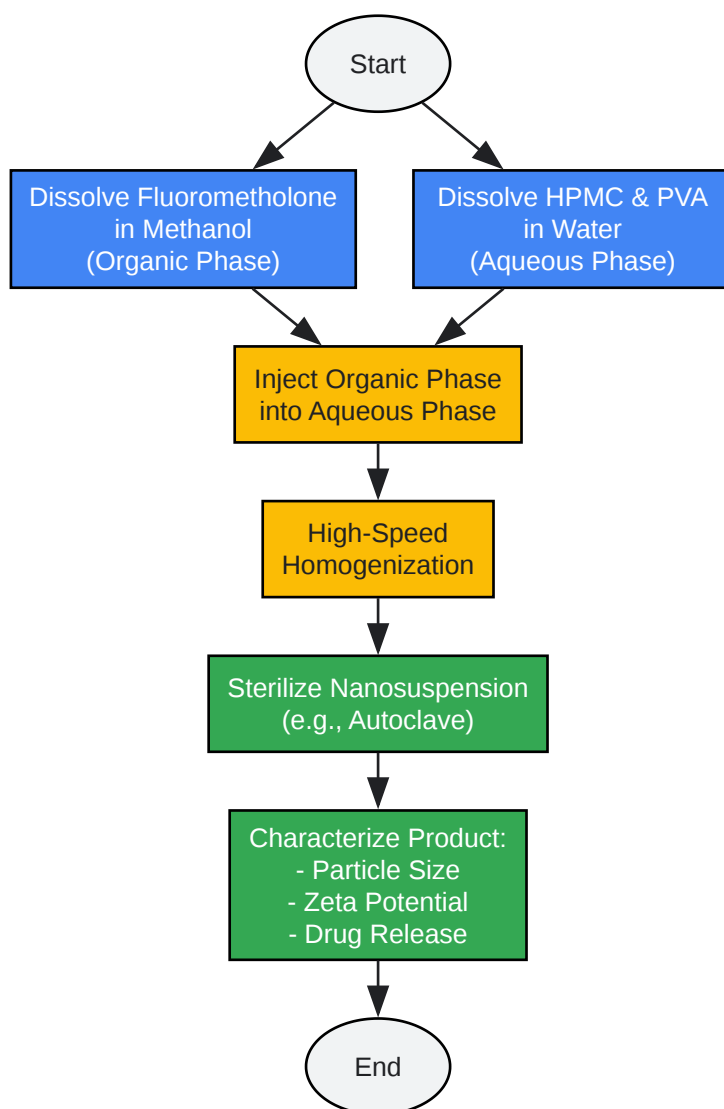 Start
Dissolve Fluorometholone
in Methanol
(Organic Phase)
Dissolve HPMC & PVA
in Water
(Aqueous Phase)
Inject Organic Phase
into Aqueous Phase
High-Speed
Homogenization
Sterilize Nanosuspension
(e.g., Autoclave)
Characterize Product:
- Particle Size
- Zeta Potential
- Drug Release
End